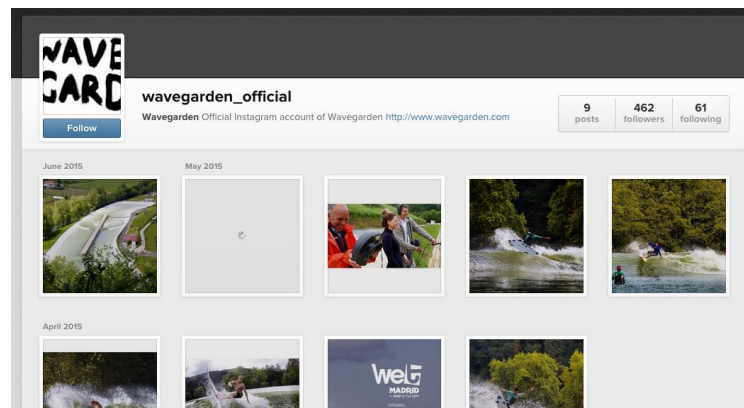 WAVE
GARD
Follow
wavegarden_official
Wavegarden Official Instagram account of Wavegarden http://www.wavegarden.com
9 posts
462 followers
61 following
June 2015
May 2015
April 2015
MADRID